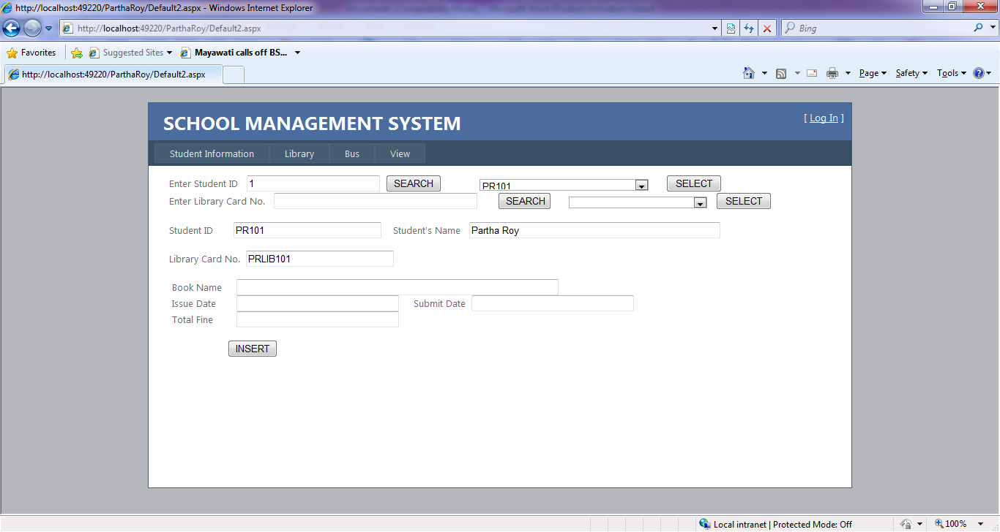 http://localhost:49220/ParthaRoy/Default2.aspx - Windows Internet Explorer
http://localhost:49220/ParthaRoy/Default2.aspx Bing
Favorites Suggested Sites Mayawati calls off BS...
http://localhost:49220/ParthaRoy/Default2.aspx Page Safety Tools
SCHOOL MANAGEMENT SYSTEM [ Log In ]
Student Information Library Bus View
Enter Student ID 1 SEARCH PR101 SELECT
Enter Library Card No. SEARCH SELECT
Student ID PR101 Student's Name Partha Roy
Library Card No. PRLIB101
Book Name
Issue Date Submit Date
Total Fine
INSERT
Local intranet | Protected Mode: Off 100%